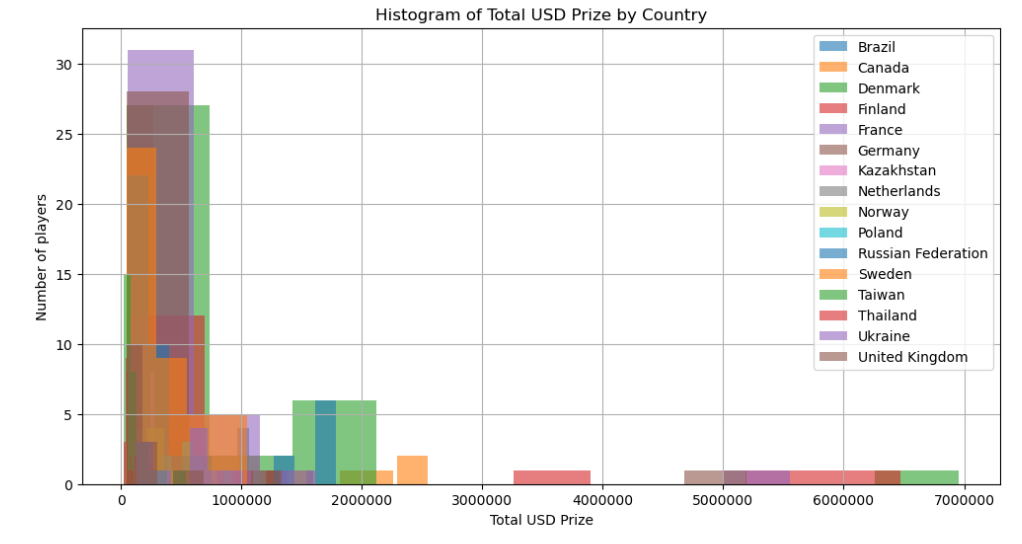 Histogram of Total USD Prize by Country
Number of players
30
25
20
15
10
5
0
0 1000000 2000000 3000000 4000000 5000000 6000000 7000000
Total USD Prize
Brazil
Canada
Denmark
Finland
France
Germany
Kazakhstan
Netherlands
Norway
Poland
Russian Federation
Sweden
Taiwan
Thailand
Ukraine
United Kingdom